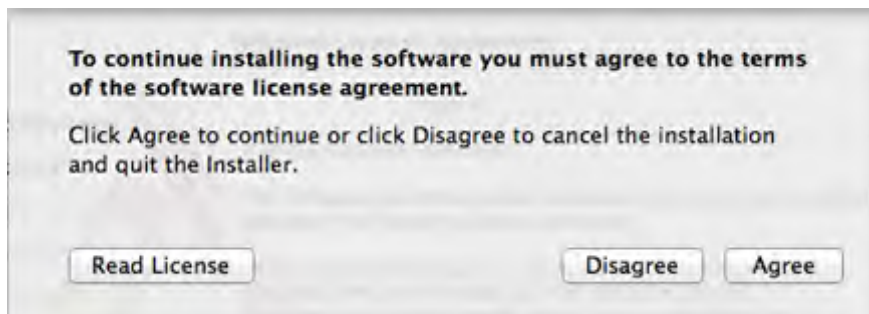 To continue installing the software you must agree to the terms
of the software license agreement.
Click Agree to continue or click Disagree to cancel the installation
and quit the Installer.
Read License
Disagree
Agree